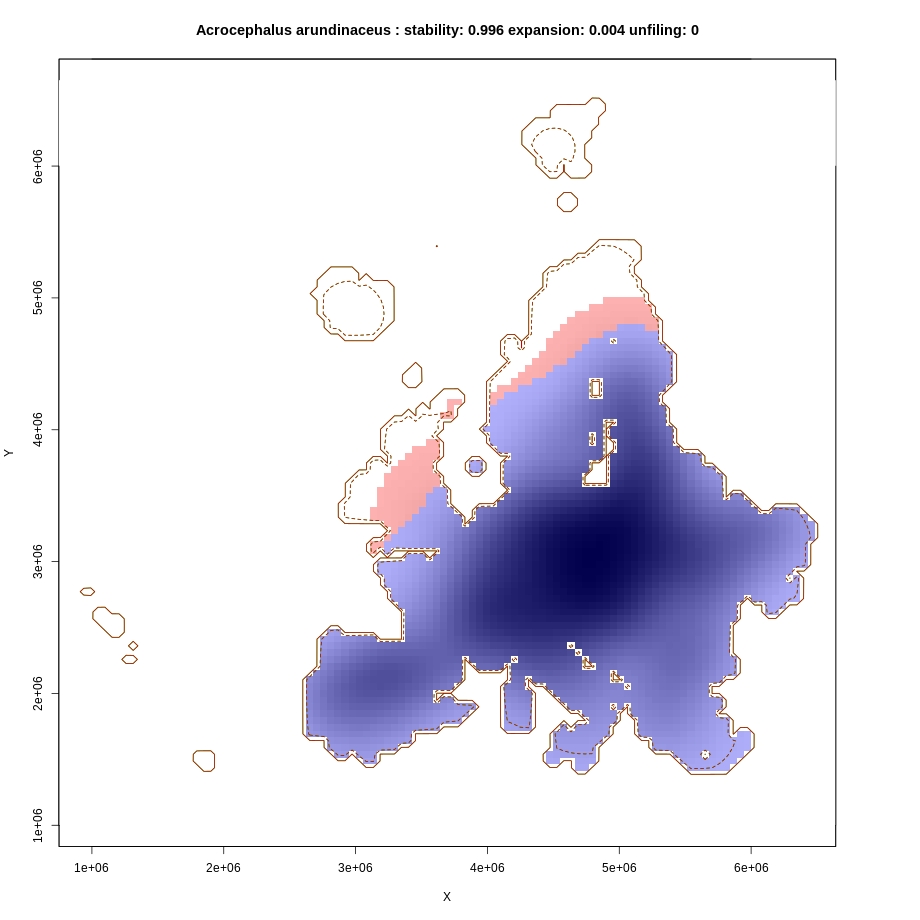 Acrocephalus arundinaceus : stability: 0.996 expansion: 0.004 unfiling: 0
6e+06
5e+06
4e+06
Y
3e+06
2e+06
1e+06
1e+06 2e+06 3e+06 4e+06 5e+06 6e+06
X